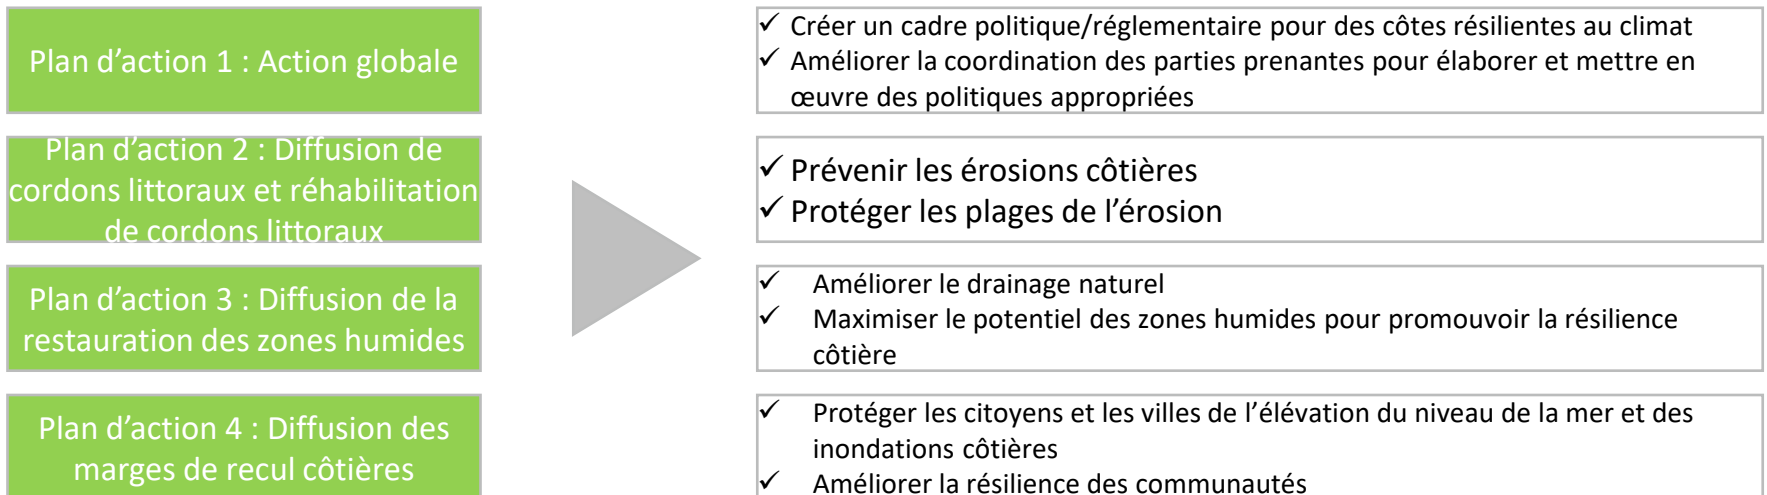 Plan d’action 1 : Action globale
✓ Créer un cadre politique/réglementaire pour des côtes résilientes au climat
✓ Améliorer la coordination des parties prenantes pour élaborer et mettre en
œuvre des politiques appropriées
Plan d’action 2 : Diffusion de
cordons littoraux et réhabilitation
de cordons littoraux
✓ Prévenir les érosions côtières
✓ Protéger les plages de l’érosion
Plan d’action 3 : Diffusion de la
restauration des zones humides
✓ Améliorer le drainage naturel
✓ Maximiser le potentiel des zones humides pour promouvoir la résilience
côtière
Plan d’action 4 : Diffusion des
marges de recul côtières
✓ Protéger les citoyens et les villes de l’élévation du niveau de la mer et des
inondations côtières
✓ Améliorer la résilience des communautés